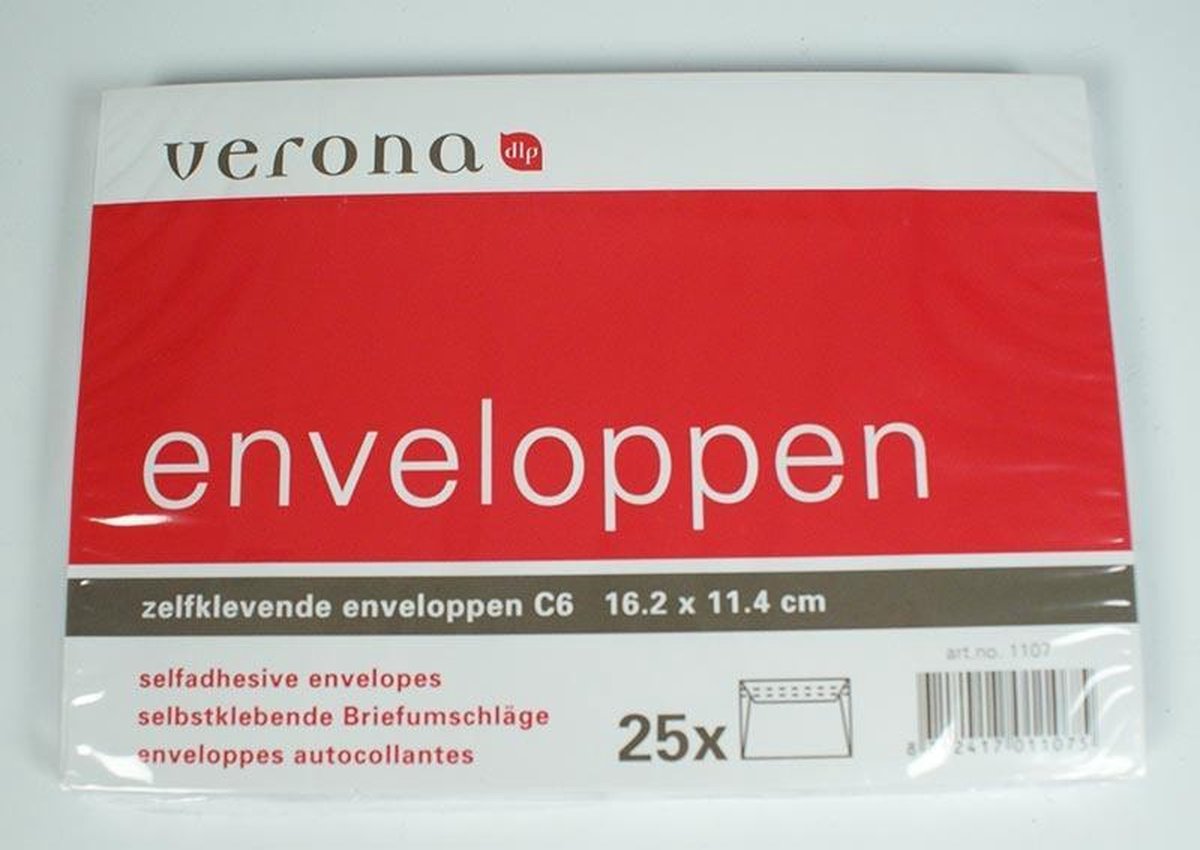 verona dlp
enveloppen
zelfklevende enveloppen C6 16.2 x 11.4 cm
selfadhesive envelopes
selbstklebende Briefumschläge
enveloppes autocollantes
25x
art.no. 1107